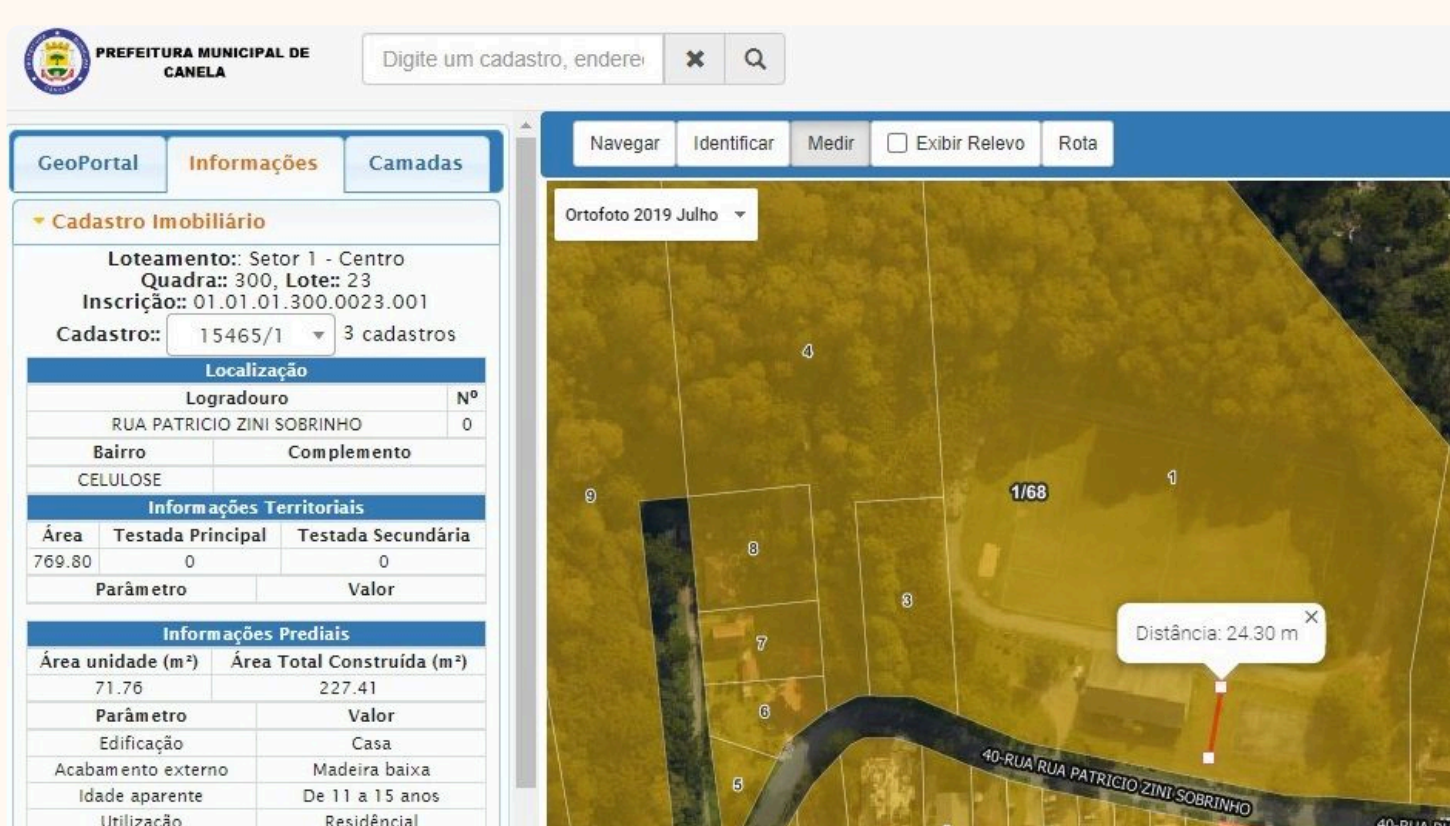 PREFEITURA MUNICIPAL DE
CANELA
Digite um cadastro, endere
Navegar Identificar Medir Exibir Relevo Rota
GeoPortal Informações Camadas
Ortofoto 2019 Julho
Cadastro Imobiliário
Loteamento:: Setor 1 - Centro
Quadra:: 300, Lote:: 23
Inscrição:: 01.01.01.300.0023.001
Cadastro:: 15465/1 3 cadastros
Localização
Logradouro Nº
RUA PATRICIO ZINI SOBRINHO 0
Bairro Complemento
CELULOSE
Informações Territoriais
Área Testada Principal Testada Secundária
769.80 0 0
Parâmetro Valor
Informações Prediais
Área unidade (m²) Área Total Construída (m²)
71.76 227.41
Parâmetro Valor
Edificação Casa
Acabamento externo Madeira baixa
Idade aparente De 11 a 15 anos
Utilização Residêncial
4
9
1/68
1
8
3
7
Distância: 24.30 m
6
5
40-RUA RUA PATRICIO ZINI SOBRINHO